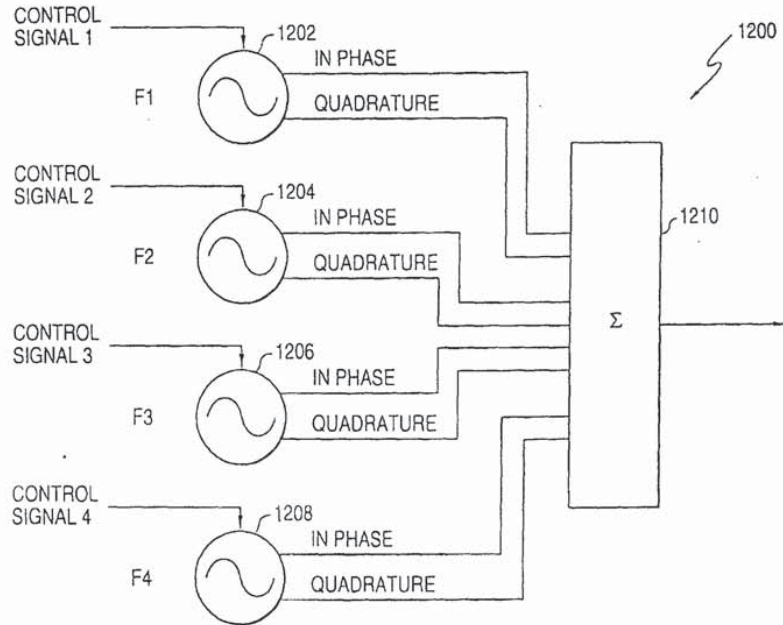 CONTROL
SIGNAL 1
1202
IN PHASE
F1
QUADRATURE
1200
CONTROL
SIGNAL 2
1204
IN PHASE
1210
F2
QUADRATURE
Σ
CONTROL
SIGNAL 3
1206
IN PHASE
F3
QUADRATURE
CONTROL
SIGNAL 4
1208
IN PHASE
F4
QUADRATURE